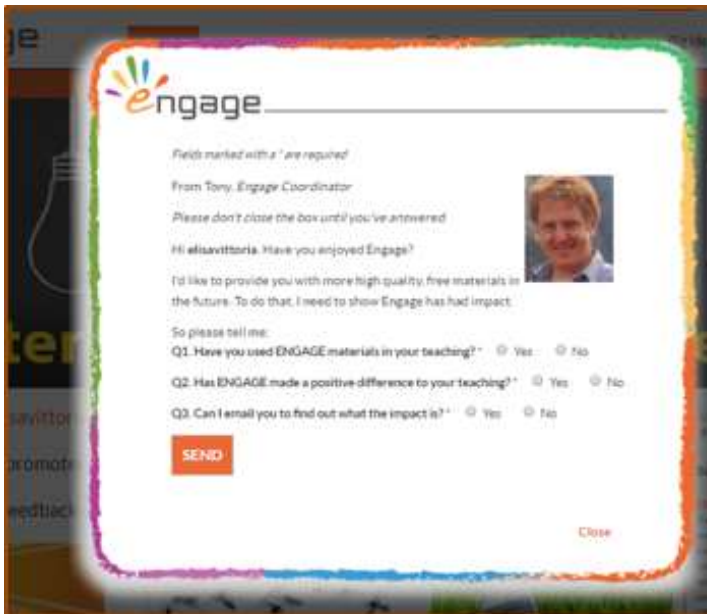 engage
Fields marked with a * are required
From Tony, Engage Coordinator
Please don't close the box until you've answered
Hi elisavittoria. Have you enjoyed Engage?
I'd like to provide you with more high quality, free materials in
the future. To do that, I need to show Engage has had impact.
So please tell me:
Q1. Have you used ENGAGE materials in your teaching? * Yes No
Q2. Has ENGAGE made a positive difference to your teaching? * Yes No
Q3. Can I email you to find out what the impact is? * Yes No
SEND
Close